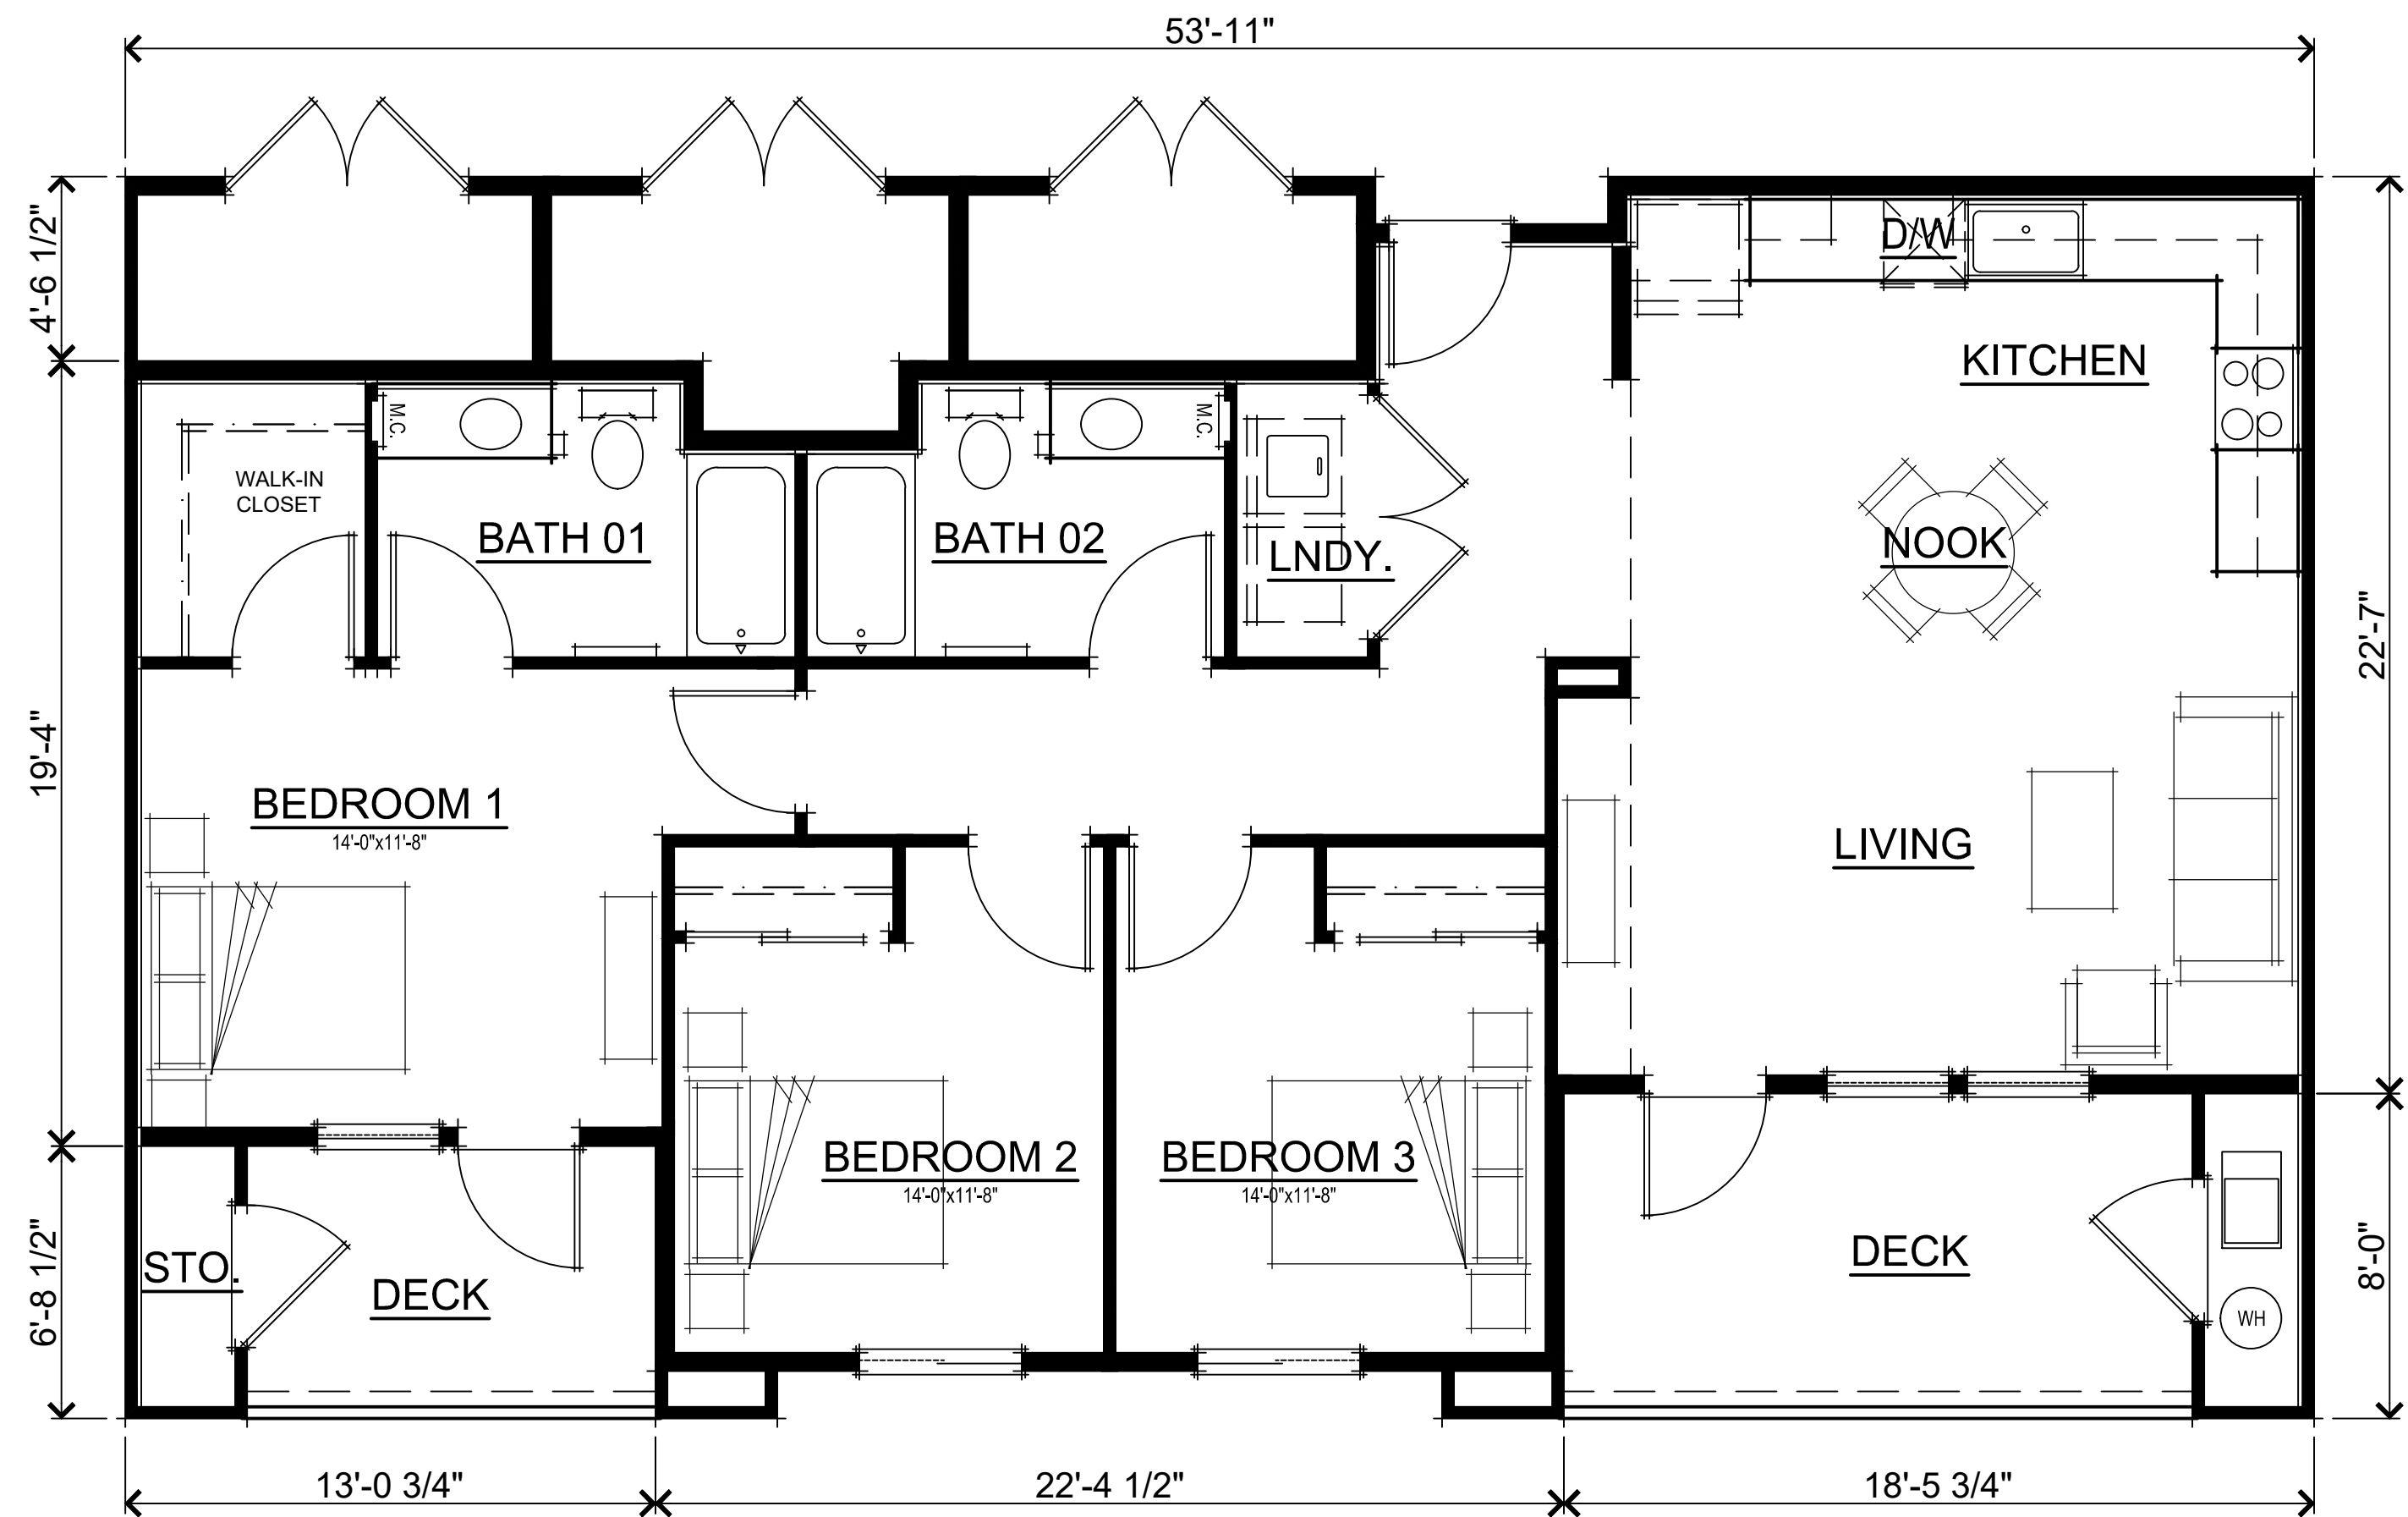 53'-11"
4'-6 1/2"
D/W
KITCHEN
M.C.
M.C.
WALK-IN
CLOSET
BATH 01
BATH 02
LNDY.
NOOK
22'-7"
19'-4"
BEDROOM 1
14'-0"x11'-8"
LIVING
BEDROOM 2
14'-0"x11'-8"
BEDROOM 3
14'-0"x11'-8"
STO.
DECK
DECK
6'-8 1/2"
8'-0"
WH
13'-0 3/4"
22'-4 1/2"
18'-5 3/4"